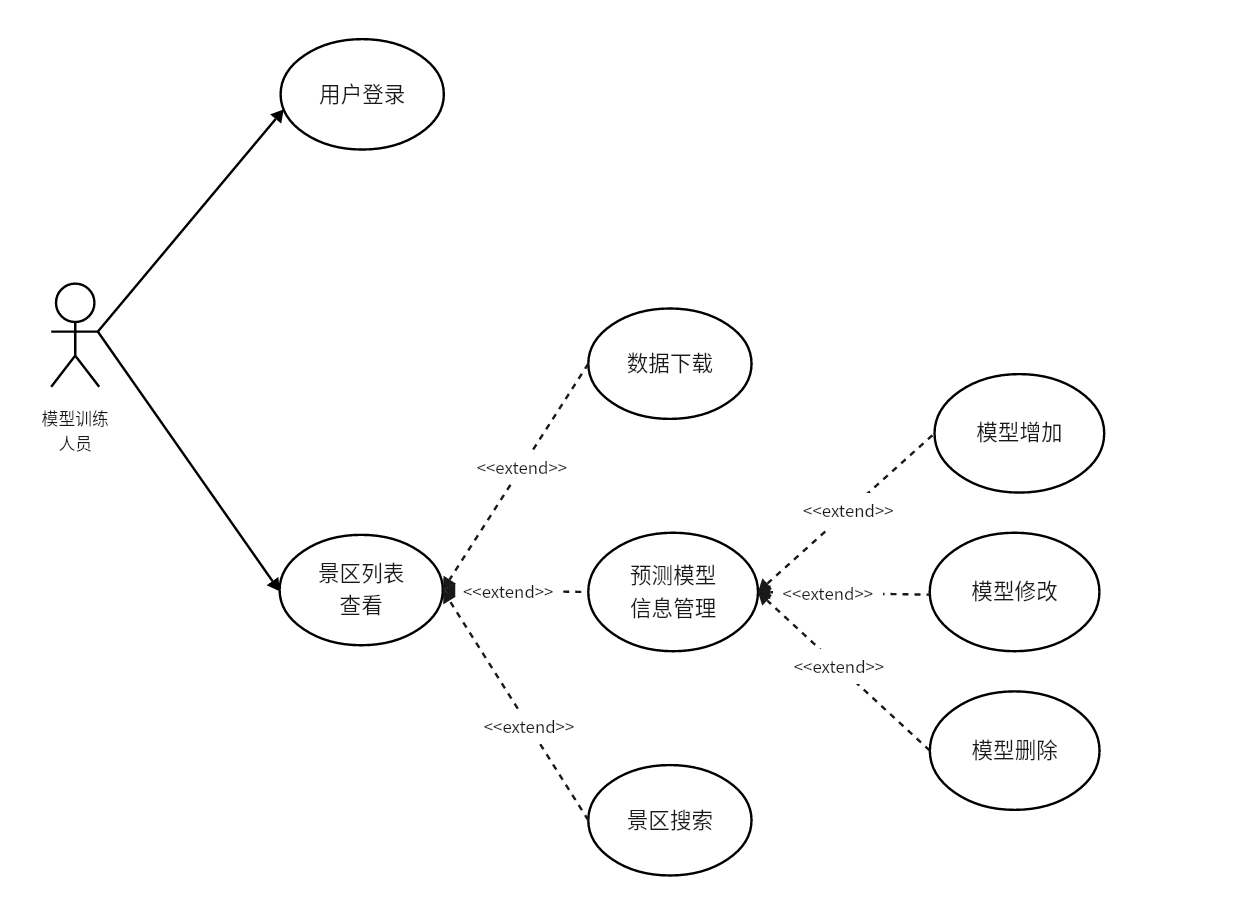 用户登录
模型训练
人员
数据下载
模型增加
<<extend>>
<<extend>>
景区列表
查看
<<extend>>
预测模型
信息管理
<<extend>>
模型修改
<<extend>>
<<extend>>
模型删除
景区搜索